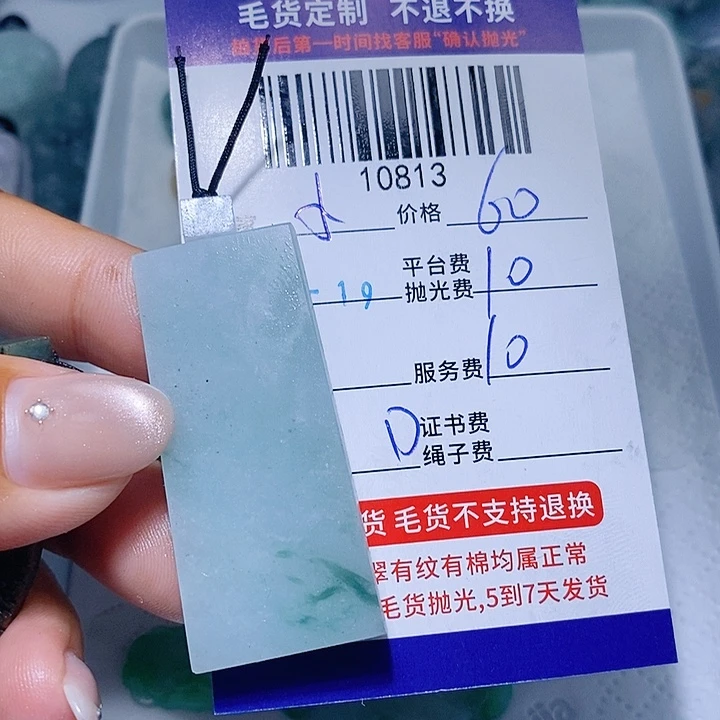 毛货定制 不退不换
后第一时间找客服“确认抛光”
10813
价格 60
平台费
抛光费 10
-19
服务费 10
D 证书费
绳子费
货 毛货不支持退换
翠有纹有棉均属正常
毛货抛光,5到7天发货